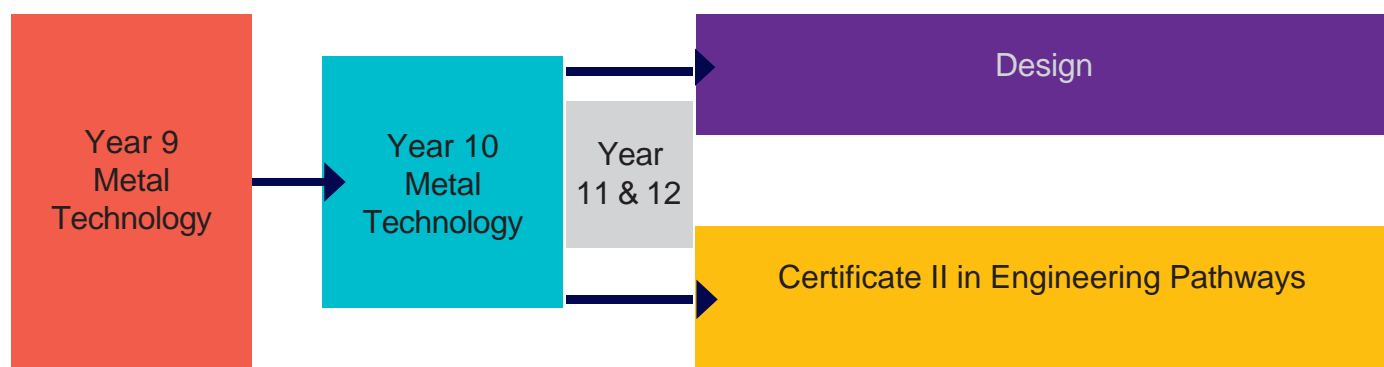 Year 9
Metal
Technology
Year 10
Metal
Technology
Year
11 & 12
Design
Certificate II in Engineering Pathways